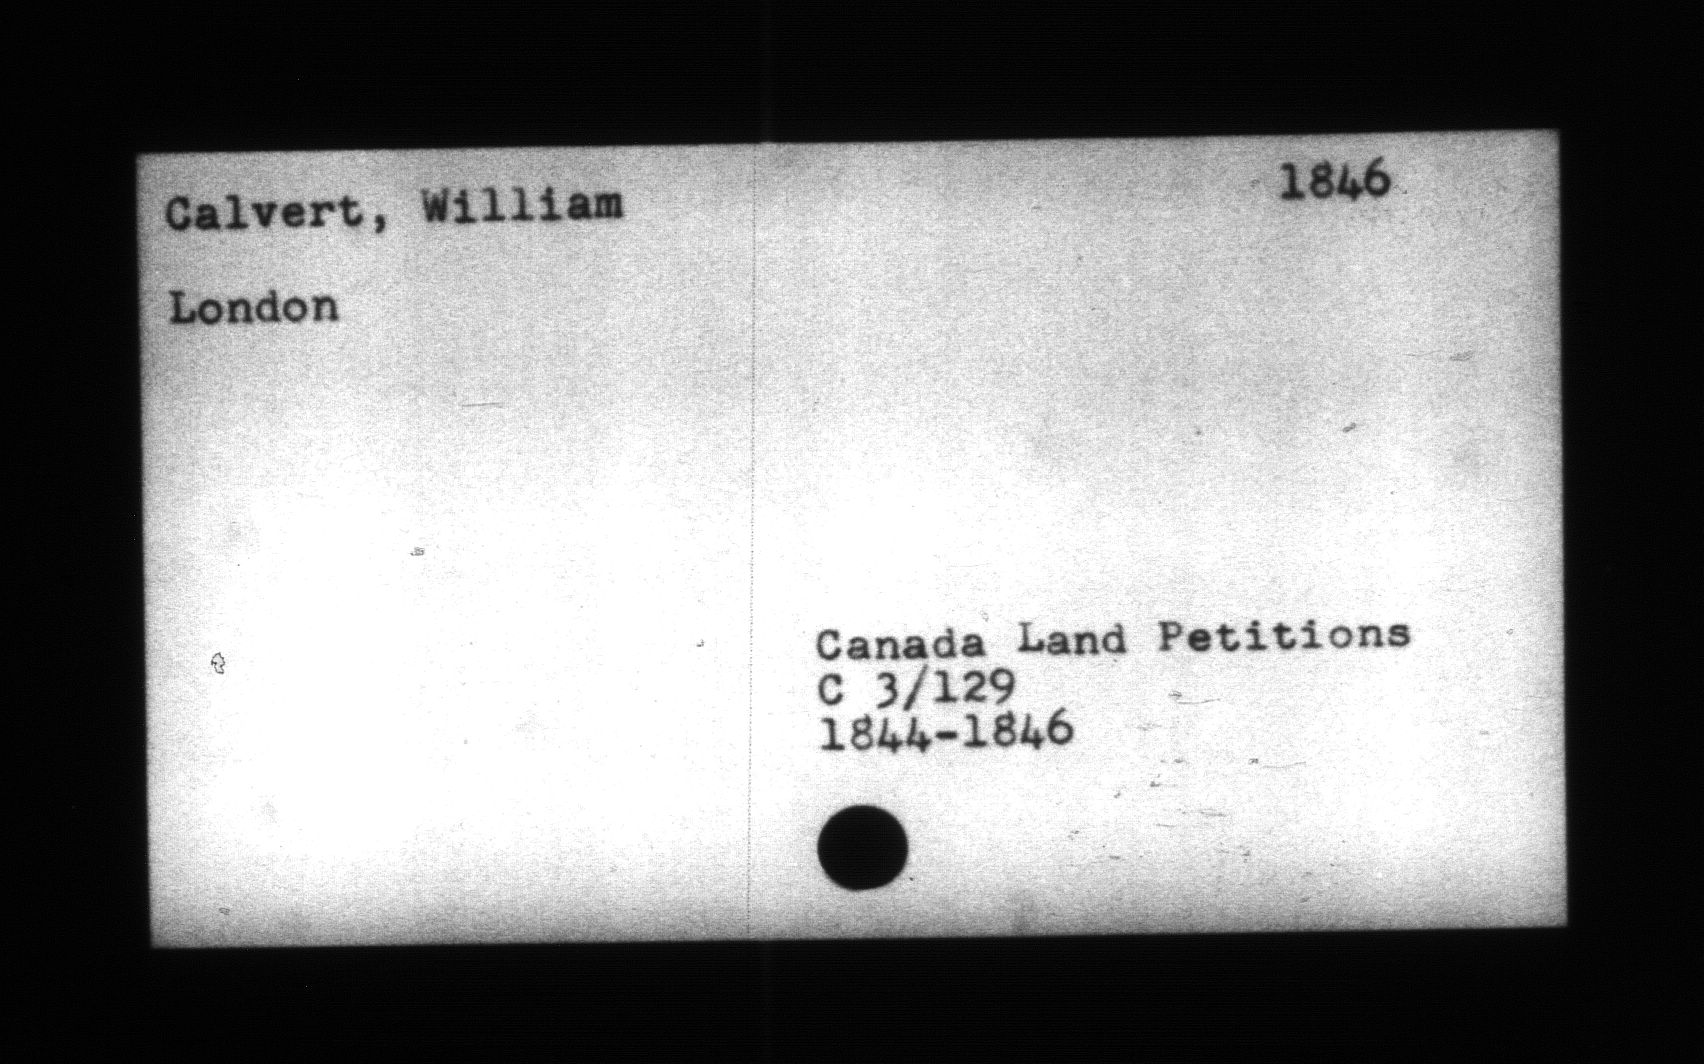 Calvert, William 1846
London
Canada Land Petitions
C 3/129
1844-1846